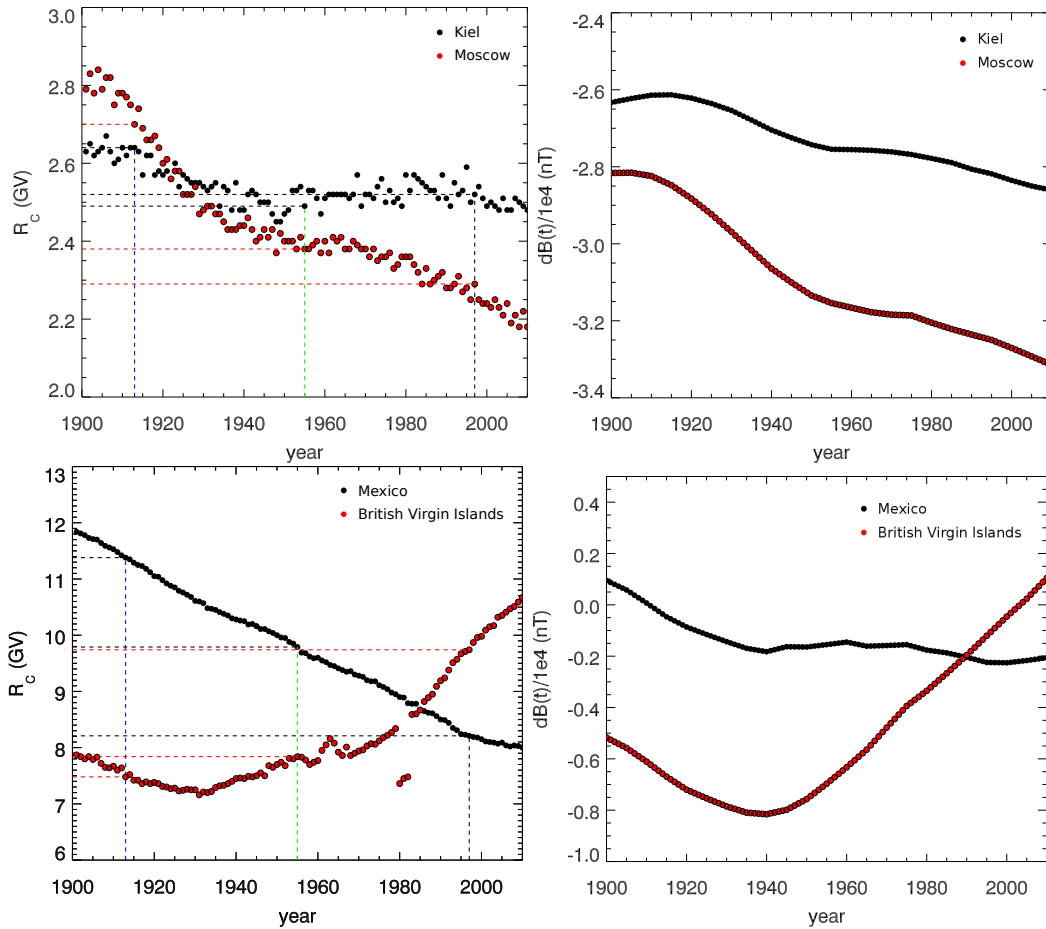 3.0
2.8
2.6
2.4
2.2
2.0
R_c (GV)
Kiel
Moscow
1900 1920 1940 1960 1980 2000
year
-2.4
-2.6
-2.8
-3.0
-3.2
-3.4
dB(t)/1e4 (nT)
Kiel
Moscow
1900 1920 1940 1960 1980 2000
year
13
12
11
10
9
8
7
6
R_c (GV)
Mexico
British Virgin Islands
1900 1920 1940 1960 1980 2000
year
0.4
0.2
0.0
-0.2
-0.4
-0.6
-0.8
-1.0
dB(t)/1e4 (nT)
Mexico
British Virgin Islands
1900 1920 1940 1960 1980 2000
year